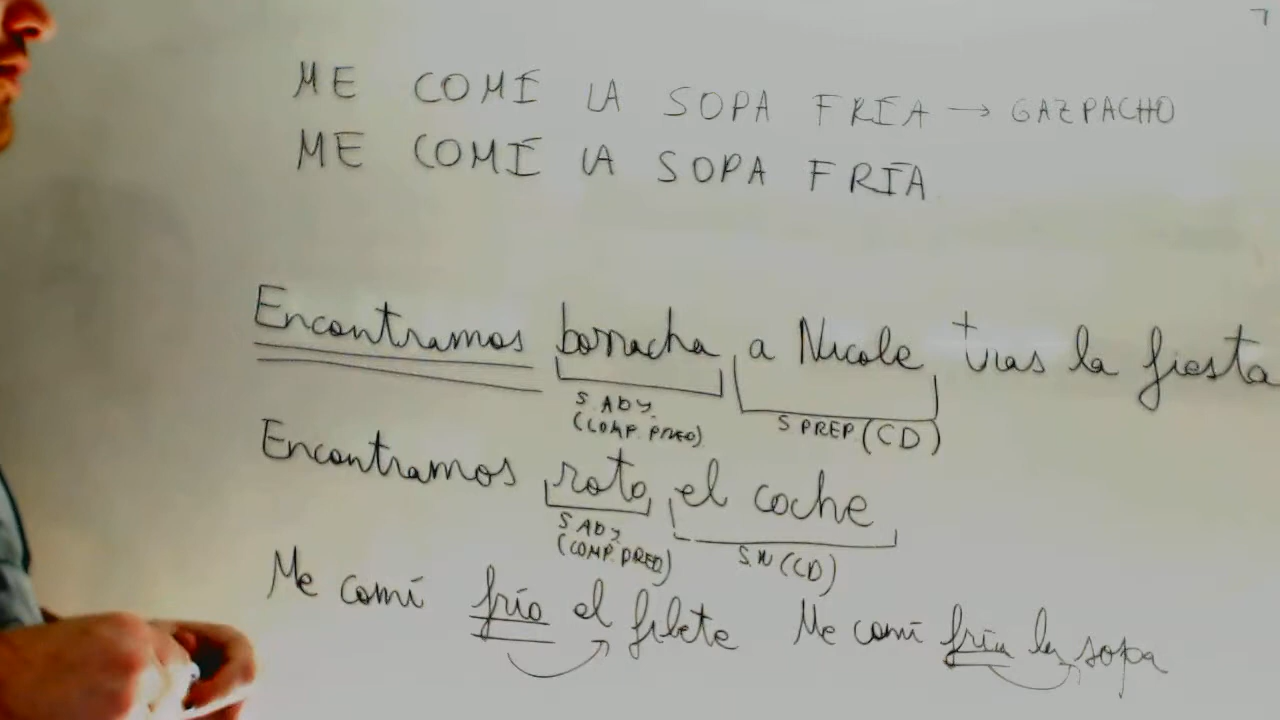 ME COMÍ LA SOPA FRÍA → GAZPACHO
ME COMÍ LA SOPA FRÍA
Encontramos borracha a Nicole tras la fiesta
S. ADJ. S PREP (CD)
(COMP. PRED)
Encontramos roto el coche
S. ADJ. S.N (CD)
(COMP. PRED)
Me comí frío el filete Me comí fría la sopa